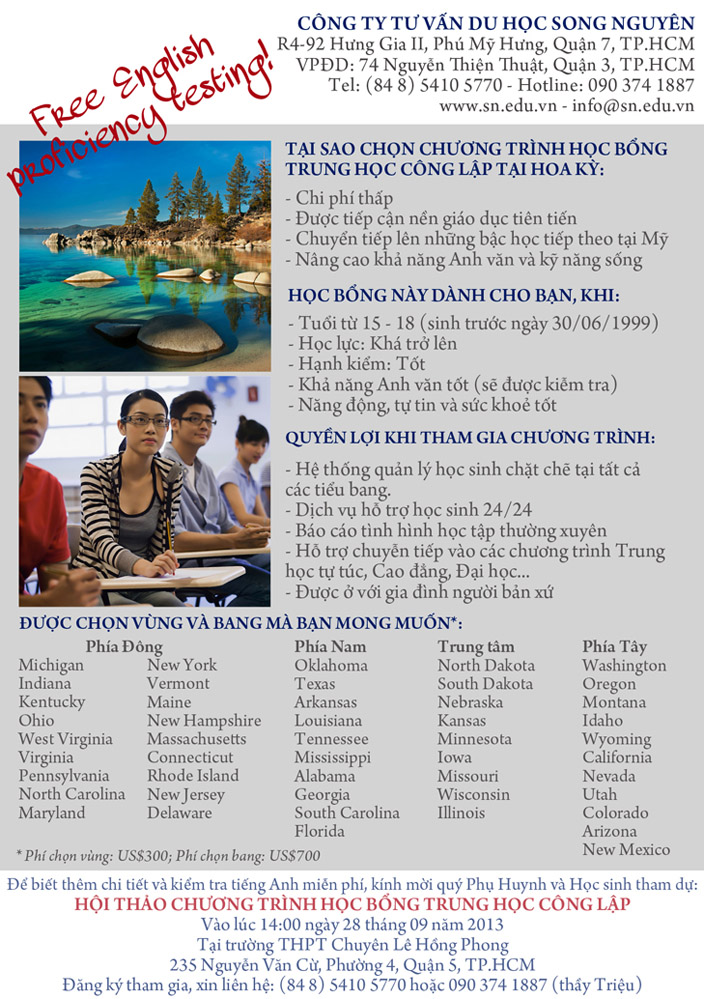 CÔNG TY TƯ VẤN DU HỌC SONG NGUYÊN
R4-92 Hưng Gia II, Phú Mỹ Hưng, Quận 7, TP.HCM
VPĐD: 74 Nguyễn Thiện Thuật, Quận 3, TP.HCM
Tel: (84 8) 5410 5770 - Hotline: 090 374 1887
www.sn.edu.vn - info@sn.edu.vn
Free English
proficiency testing!
TẠI SAO CHỌN CHƯƠNG TRÌNH HỌC BỔNG
TRUNG HỌC CÔNG LẬP TẠI HOA KỲ:
- Chi phí thấp
- Được tiếp cận nền giáo dục tiên tiến
- Chuyển tiếp lên những bậc học tiếp theo tại Mỹ
- Nâng cao khả năng Anh văn và kỹ năng sống
HỌC BỔNG NÀY DÀNH CHO BẠN, KHI:
- Tuổi từ 15 - 18 (sinh trước ngày 30/06/1999)
- Học lực: Khá trở lên
- Hạnh kiểm: Tốt
- Khả năng Anh văn tốt (sẽ được kiểm tra)
- Năng động, tự tin và sức khoẻ tốt
QUYỀN LỢI KHI THAM GIA CHƯƠNG TRÌNH:
- Hệ thống quản lý học sinh chặt chẽ tại tất cả
các tiểu bang.
- Dịch vụ hỗ trợ học sinh 24/24
- Báo cáo tình hình học tập thường xuyên
- Hỗ trợ chuyển tiếp vào các chương trình Trung
học tự túc, Cao đẳng, Đại học...
- Được ở với gia đình người bản xứ
ĐƯỢC CHỌN VÙNG VÀ BANG MÀ BẠN MONG MUỐN*:
Phía Đông
Michigan New York
Indiana Vermont
Kentucky Maine
Ohio New Hampshire
West Virginia Massachusetts
Virginia Connecticut
Pennsylvania Rhode Island
North Carolina New Jersey
Maryland Delaware
Phía Nam
Oklahoma
Texas
Arkansas
Louisiana
Tennessee
Mississippi
Alabama
Georgia
South Carolina
Florida
Trung tâm
North Dakota
South Dakota
Nebraska
Kansas
Minnesota
Iowa
Missouri
Wisconsin
Illinois
Phía Tây
Washington
Oregon
Montana
Idaho
Wyoming
California
Nevada
Utah
Colorado
Arizona
New Mexico
* Phí chọn vùng: US$300; Phí chọn bang: US$700
Để biết thêm chi tiết và kiểm tra tiếng Anh miễn phí, kính mời quý Phụ Huynh và Học sinh tham dự:
HỘI THẢO CHƯƠNG TRÌNH HỌC BỔNG TRUNG HỌC CÔNG LẬP
Vào lúc 14:00 ngày 28 tháng 09 năm 2013
Tại trường THPT Chuyên Lê Hồng Phong
235 Nguyễn Văn Cừ, Phường 4, Quận 5, TP.HCM
Đăng ký tham gia, xin liên hệ: (84 8) 5410 5770 hoặc 090 374 1887 (thầy Triệu)